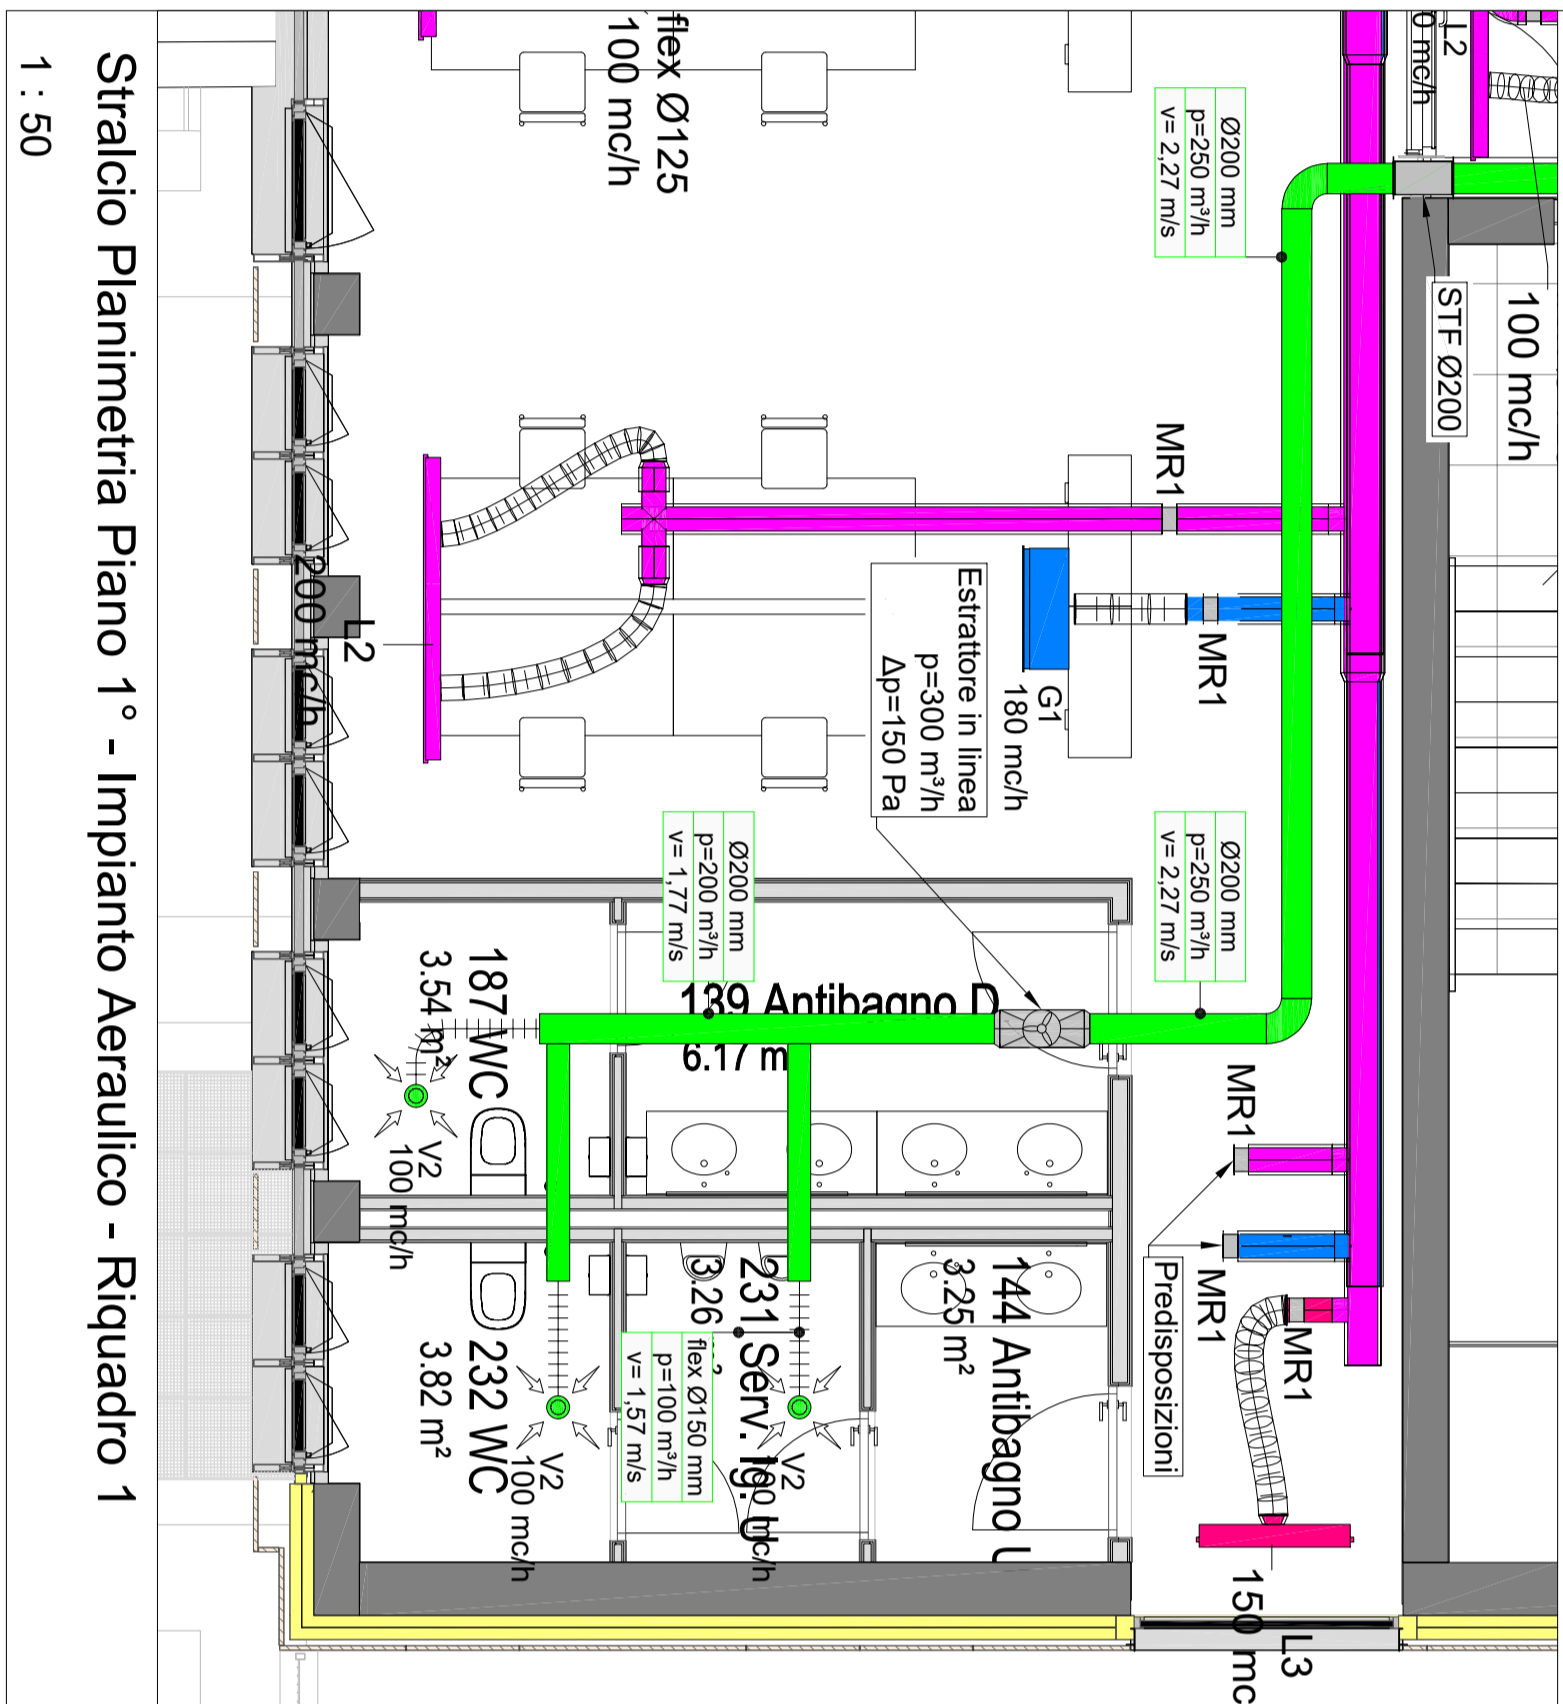 flex Ø125
100 mc/h
L2
0 mc/h
Ø200 mm
p=250 m³/h
v= 2,27 m/s
100 mc/h
STF Ø200
MR1
MR1
G1
180 mc/h
Estrattore in linea
p=300 m³/h
Δp=150 Pa
L2
200 mc/h
Ø200 mm
p=200 m³/h
v= 1,77 m/s
Ø200 mm
p=250 m³/h
v= 2,27 m/s
139 Antibagno D
6.17 m
187 WC
3.54 m²
V2
100 mc/h
MR1
MR1
MR1
Predisposizioni
144 Antibagno U
3.25 m²
231 Serv. Ig. U
3.26
flex Ø150 mm
p=100 m³/h
v= 1,57 m/s
V2
100 mc/h
232 WC
3.82 m²
V2
100 mc/h
L3
150 mc
Stralcio Planimetria Piano 1° - Impianto Aeraulico - Riquadro 1
1 : 50